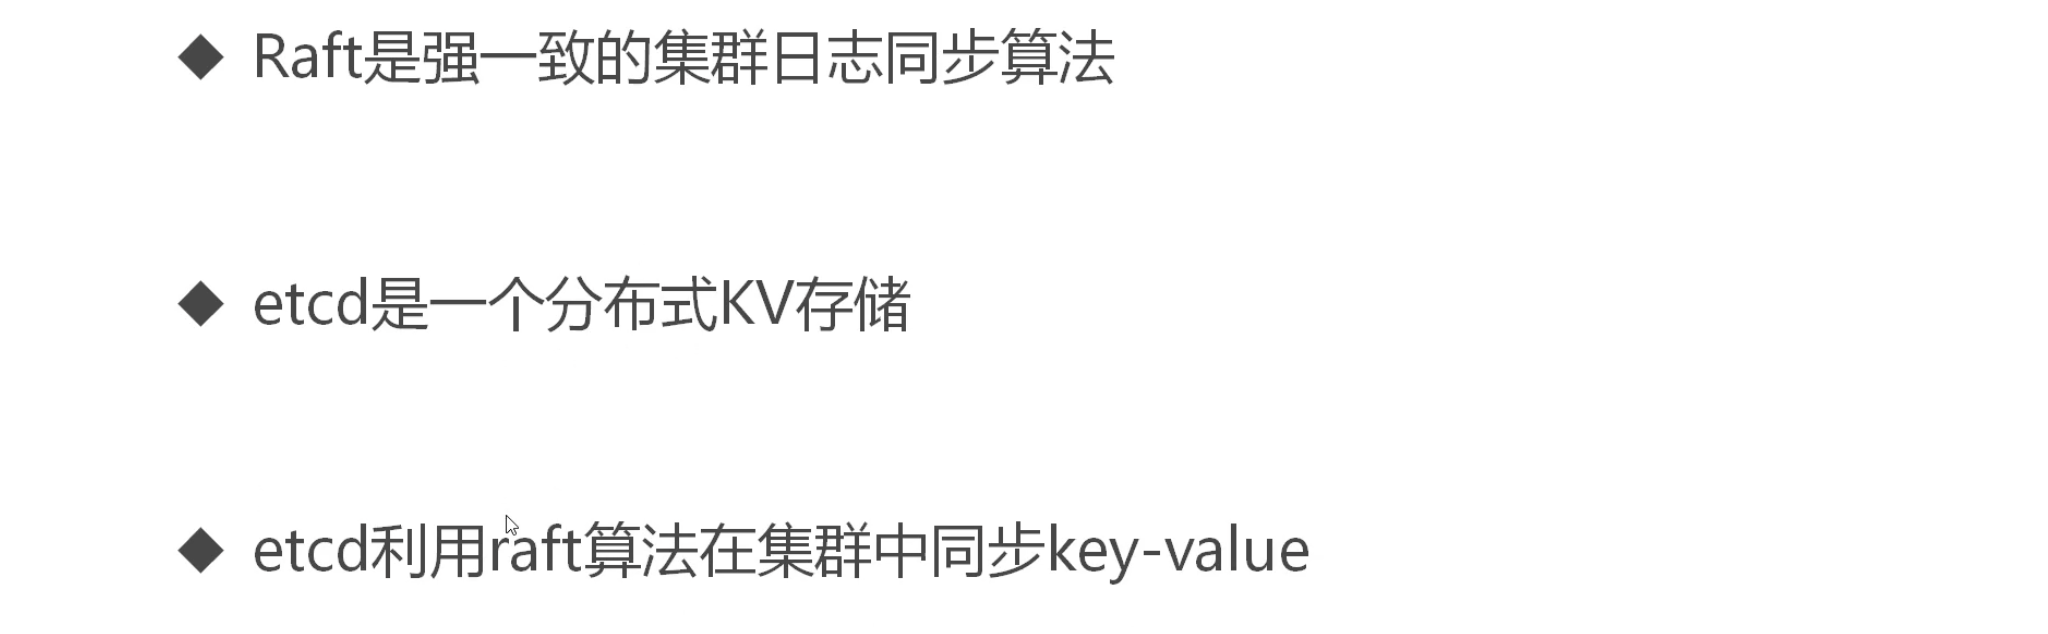 ◆ Raft是强一致的集群日志同步算法
◆ etcd是一个分布式KV存储
◆ etcd利用raft算法在集群中同步key-value